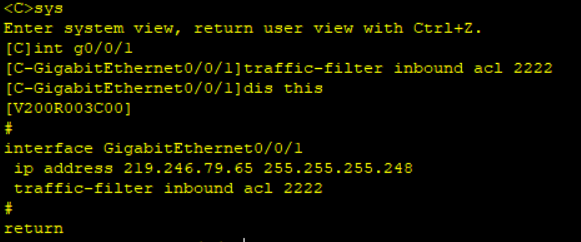 <C>sys
Enter system view, return user view with Ctrl+Z.
[C]int g0/0/1
[C-GigabitEthernet0/0/1]traffic-filter inbound acl 2222
[C-GigabitEthernet0/0/1]dis this
[V200R003C00]
#
interface GigabitEthernet0/0/1
 ip address 219.246.79.65 255.255.255.248
 traffic-filter inbound acl 2222
#
return